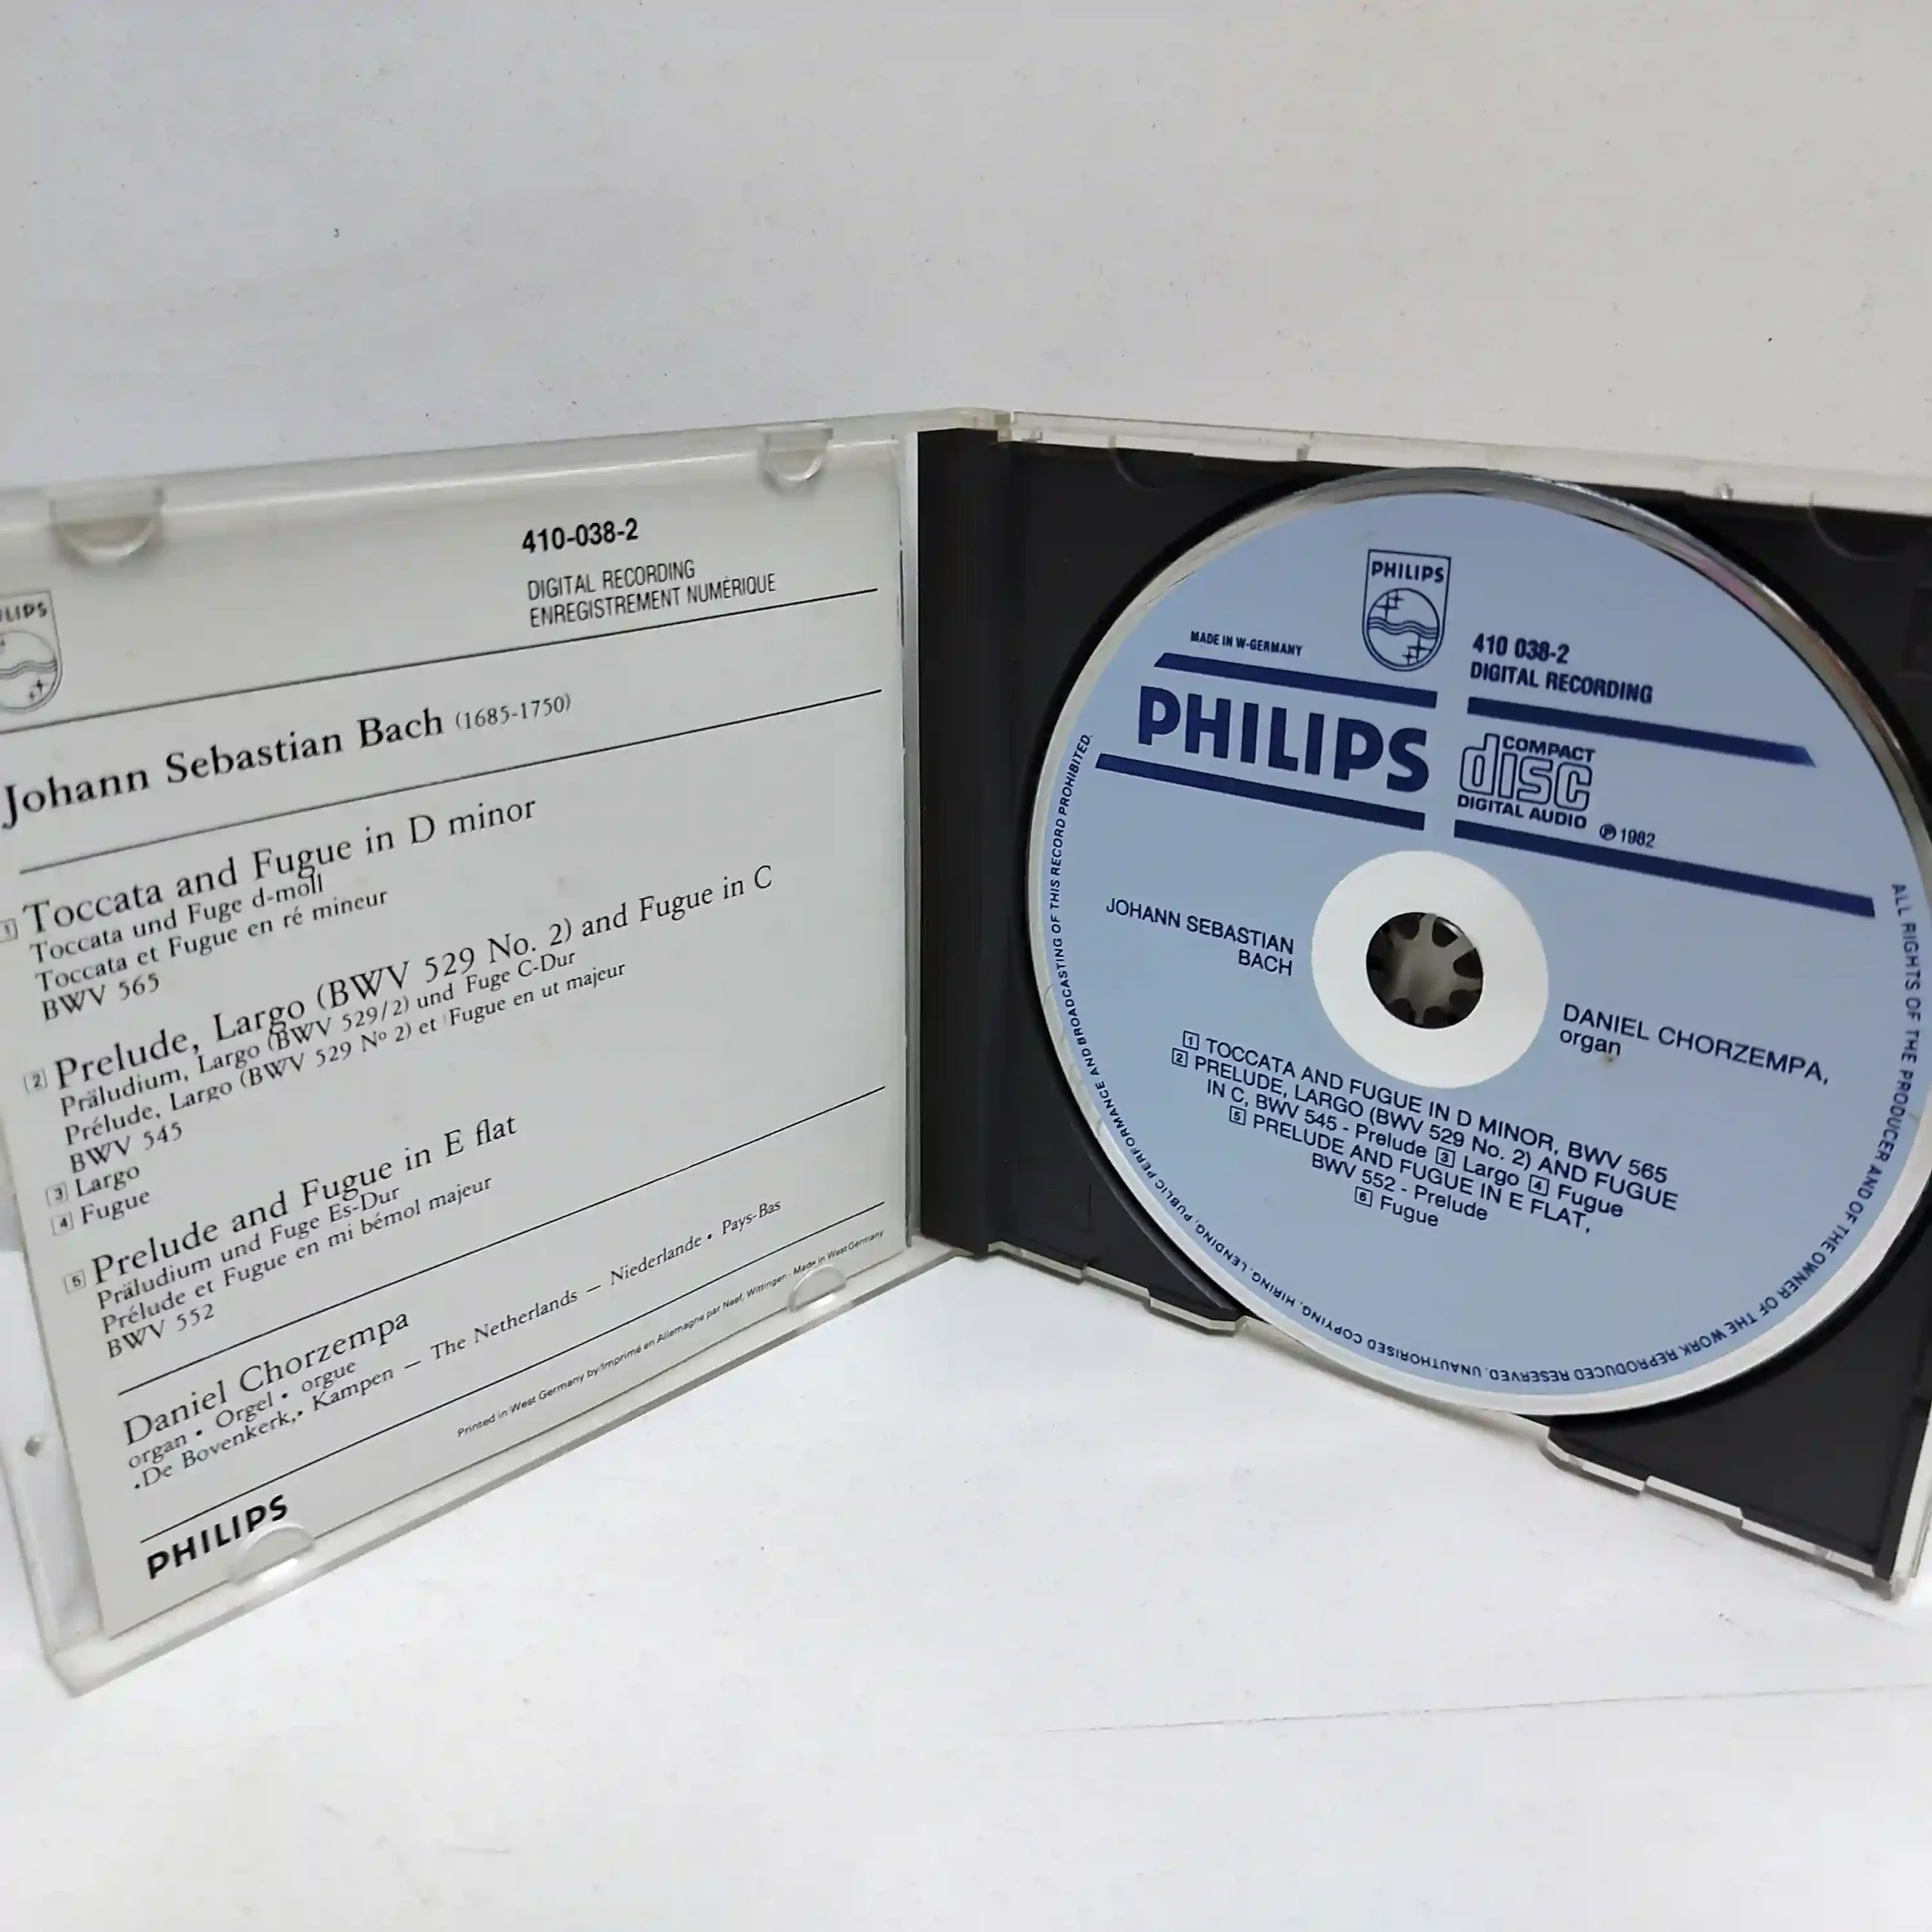 410-038-2
DIGITAL RECORDING
ENREGISTREMENT NUMÉRIQUE
Johann Sebastian Bach (1685-1750)
1 Toccata and Fugue in D minor
Toccata und Fuge d-moll
Toccata et Fugue en ré mineur
BWV 565
2 Prelude, Largo (BWV 529 No. 2) and Fugue in C
Präludium, Largo (BWV 529/2) und Fuge C-Dur
Prélude, Largo (BWV 529 Nº 2) et Fugue en ut majeur
BWV 545
3 Largo
4 Fugue
5 Prelude and Fugue in E flat
Präludium und Fuge Es-Dur
Prélude et Fugue en mi bémol majeur
BWV 552
Daniel Chorzempa
organ • Orgel • orgue
De Bovenkerk, Kampen — The Netherlands — Niederlande • Pays-Bas
Printed in West Germany by/Imprimé en Allemagne par Neef, Wittingen · Made in West Germany
PHILIPS
PHILIPS
MADE IN W-GERMANY
410 038-2
DIGITAL RECORDING
PHILIPS
COMPACT
disc
DIGITAL AUDIO
℗ 1982
JOHANN SEBASTIAN
BACH
DANIEL CHORZEMPA,
organ
1 TOCCATA AND FUGUE IN D MINOR, BWV 565
2 PRELUDE, LARGO (BWV 529 No. 2) AND FUGUE
IN C, BWV 545 - Prelude 3 Largo 4 Fugue
5 PRELUDE AND FUGUE IN E FLAT,
BWV 552 - Prelude
6 Fugue
ALL RIGHTS OF THE PRODUCER AND OF THE OWNER OF THE WORK REPRODUCED RESERVED. UNAUTHORISED COPYING, HIRING, LENDING, PUBLIC PERFORMANCE AND BROADCASTING OF THIS RECORD PROHIBITED.